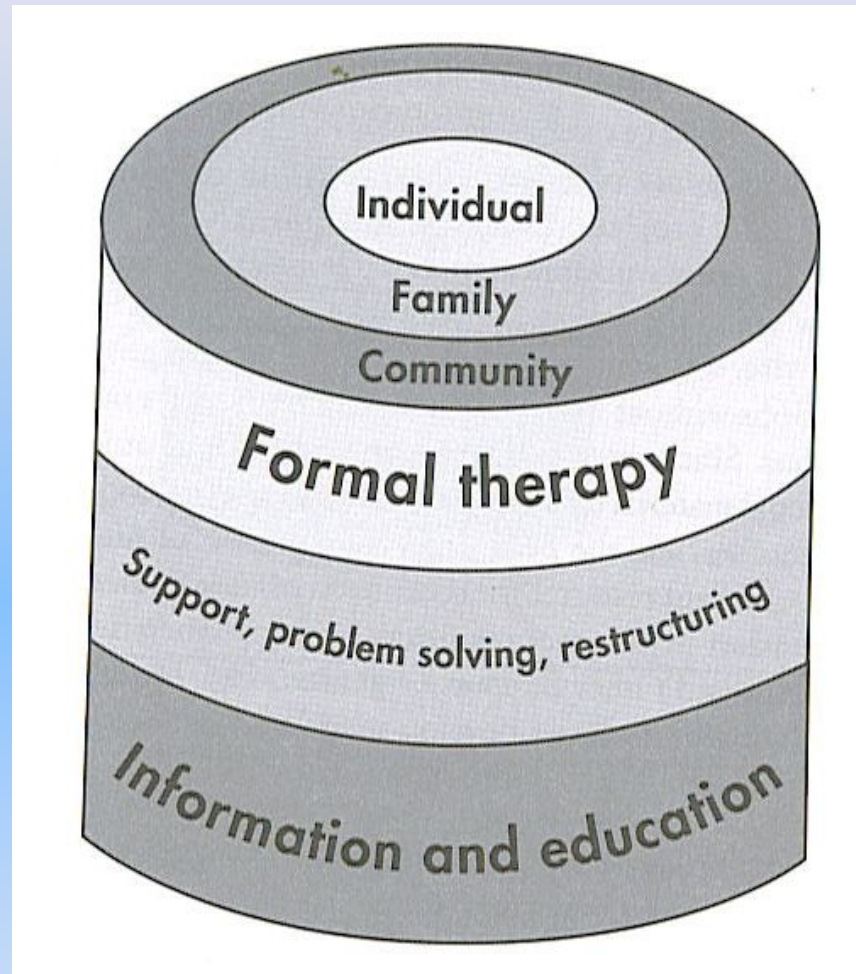 Individual
Family
Community
Formal therapy
Support, problem solving, restructuring
Information and education